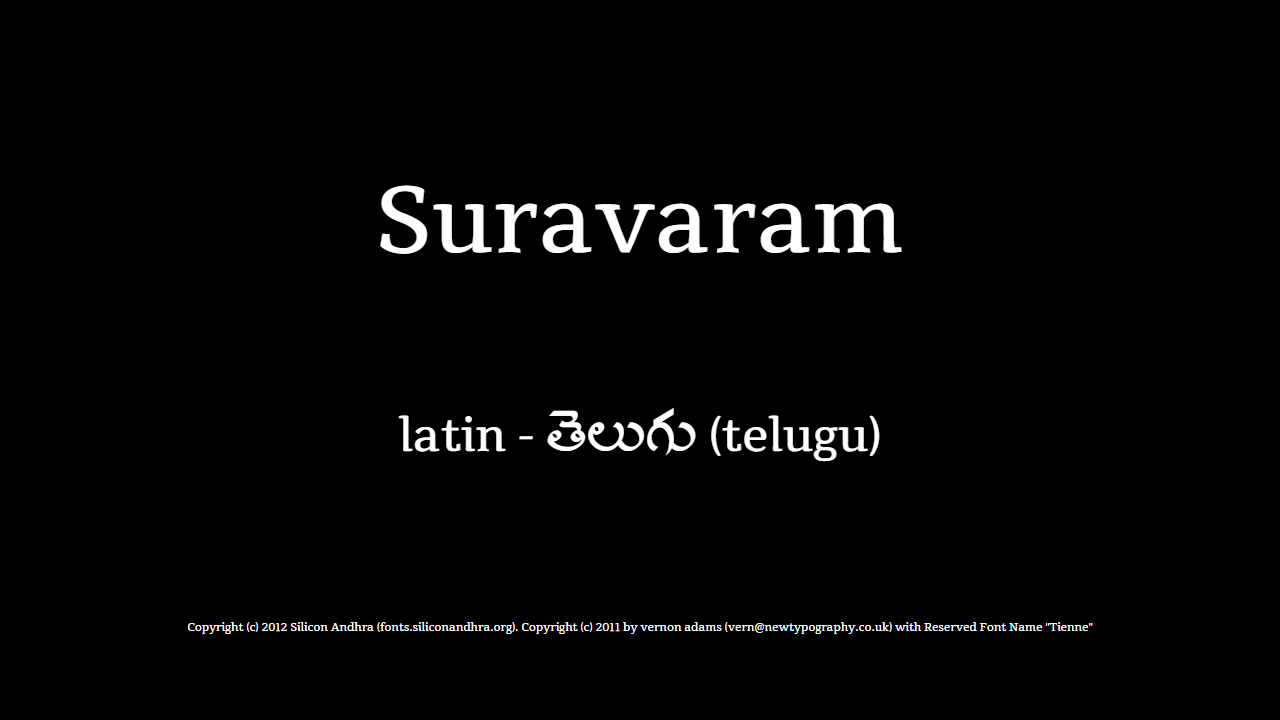 Suravaram
latin - తెలుగు (telugu)
Copyright (c) 2012 Silicon Andhra (fonts.siliconandhra.org). Copyright (c) 2011 by vernon adams (vern@newtypography.co.uk) with Reserved Font Name "Tienne"